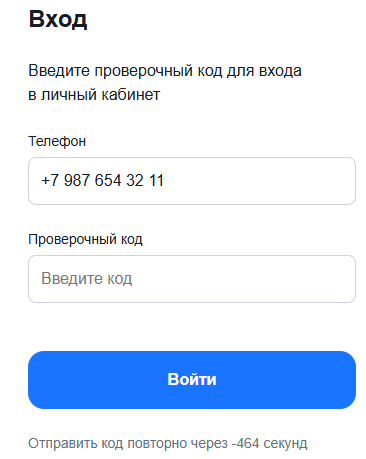 Вход
Введите проверочный код для входа
в личный кабинет
Телефон
+7 987 654 32 11
Проверочный код
Введите код
Войти
Отправить код повторно через -464 секунд